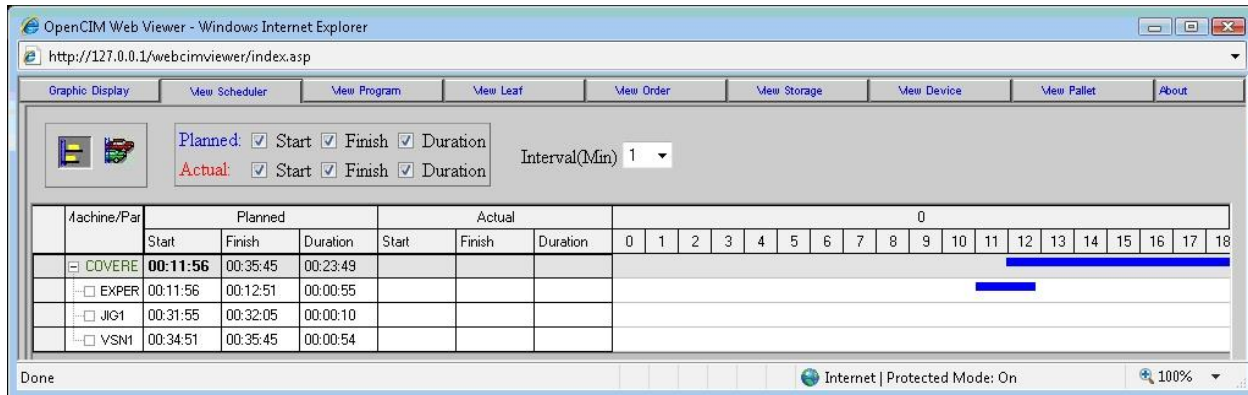 OpenCIM Web Viewer - Windows Internet Explorer
http://127.0.0.1/webcimviewer/index.asp
Graphic Display View Scheduler View Program View Leaf View Order View Storage View Device View Pallet About
Planned: Start Finish Duration
Interval(Min) 1
Actual: Start Finish Duration
Machine/Par Planned Actual 0
Start Finish Duration Start Finish Duration 0 1 2 3 4 5 6 7 8 9 10 11 12 13 14 15 16 17 18
COVERE 00:11:56 00:35:45 00:23:49
EXPER 00:11:56 00:12:51 00:00:55
JIG1 00:31:55 00:32:05 00:00:10
VSN1 00:34:51 00:35:45 00:00:54
Done Internet | Protected Mode: On 100%